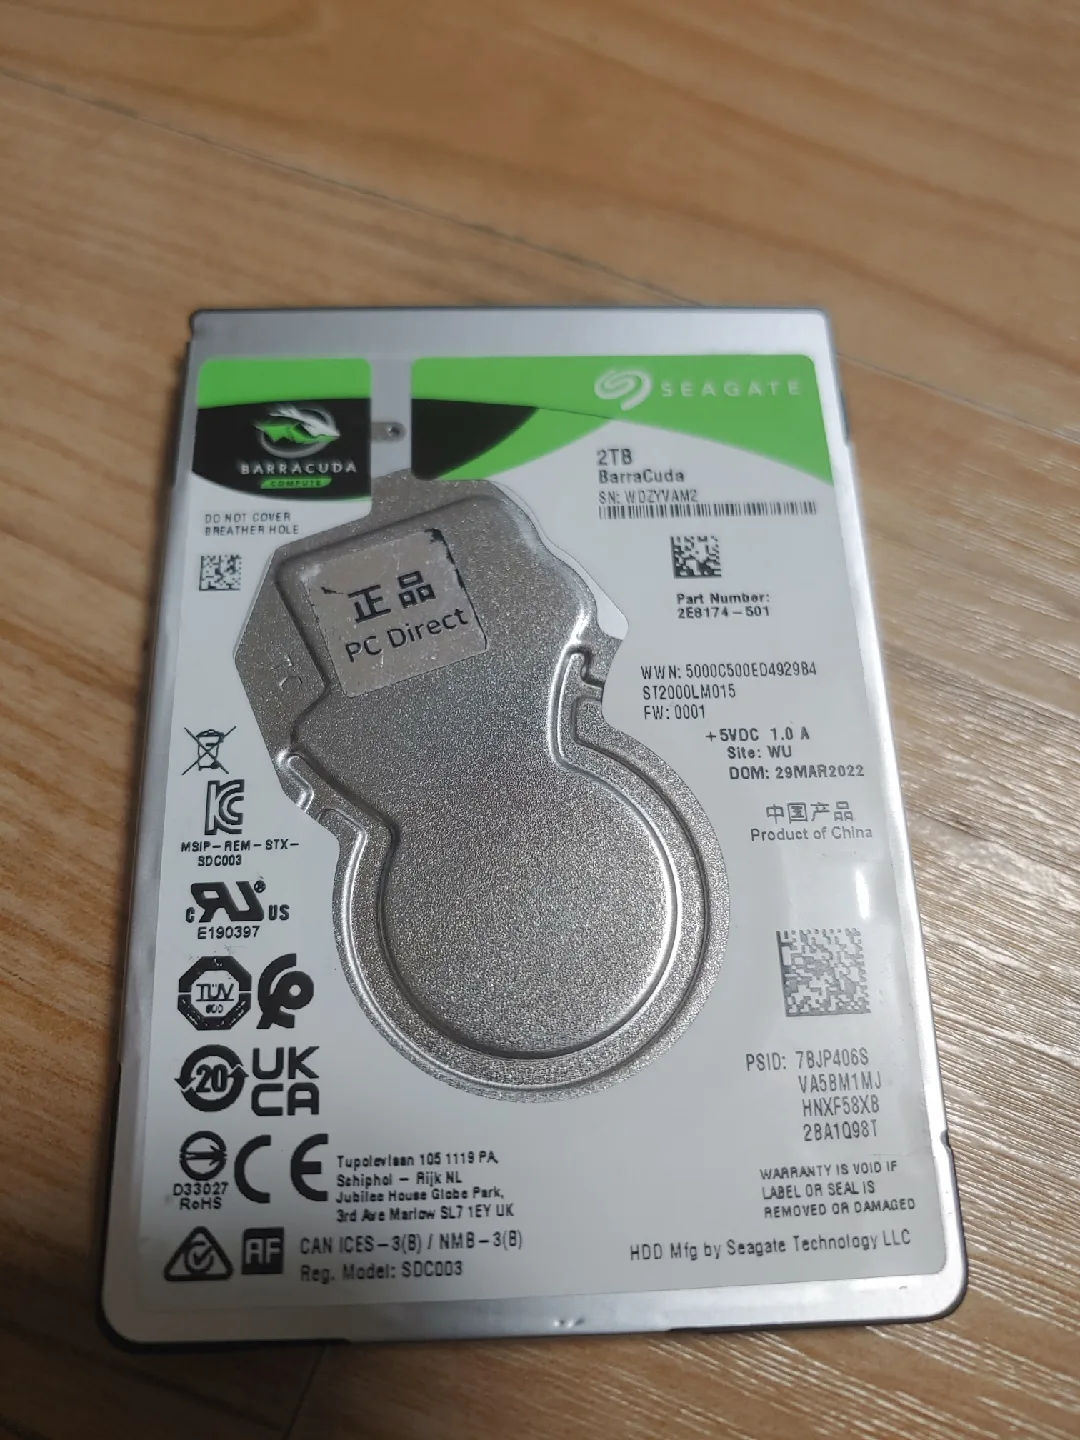 SEAGATE
BARRACUDA
COMPUTE
2TB
BarraCuda
SN: WDZYVAM2
DO NOT COVER
BREATHER HOLE
正品
PC Direct
Part Number:
2E8174-501
WWN: 5000C500ED4929B4
ST2000LM015
FW: 0001
+5VDC 1.0 A
Site: WU
DOM: 29MAR2022
中国产品
Product of China
MSIP-REM-STX-
SDC003
c RU ® US
E190397
TÜV
20
UK
CA
PSID: 7BJP406S
VA5BM1MJ
HNXF58XB
2BA1Q98T
D33027
RoHS
CE
Tupolevlaan 105 1119 PA,
Schiphol - Rijk NL
Jubilee House Globe Park,
3rd Ave Marlow SL7 1EY UK
WARRANTY IS VOID IF
LABEL OR SEAL IS
REMOVED OR DAMAGED
RF
CAN ICES-3(B) / NMB-3(B)
Reg. Model: SDC003
HDD Mfg by Seagate Technology LLC